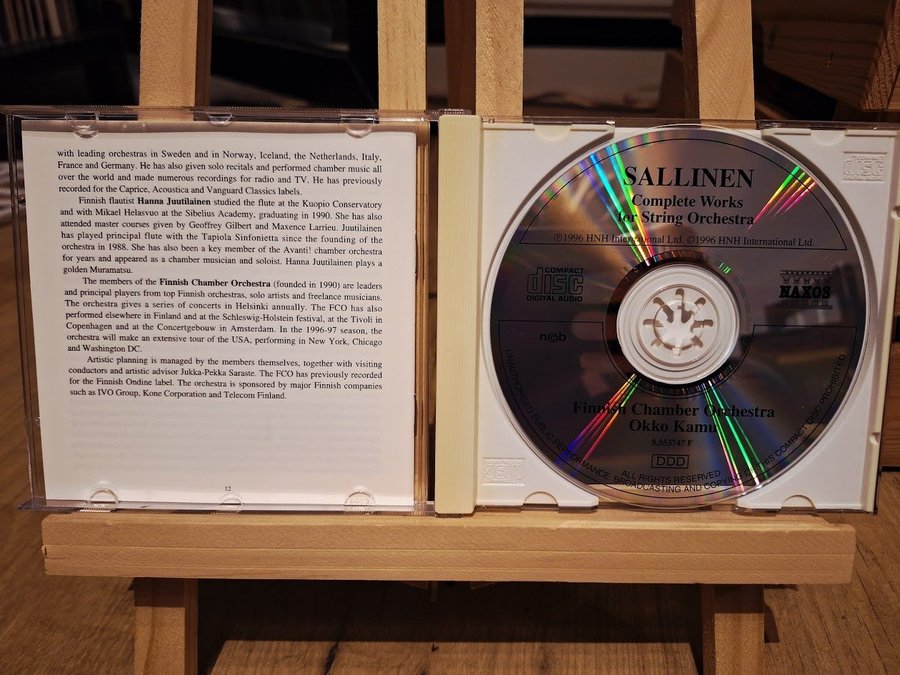 with leading orchestras in Sweden and in Norway, Iceland, the Netherlands, Italy,
France and Germany. He has also given solo recitals and performed chamber music all
over the world and made numerous recordings for radio and TV. He has previously
recorded for the Caprice, Acoustica and Vanguard Classics labels.
Finnish flautist Hanna Juutilainen studied the flute at the Kuopio Conservatory
and with Mikael Helasvuo at the Sibelius Academy, graduating in 1990. She has also
attended master courses given by Geoffrey Gilbert and Maxence Larrieu. Juutilainen
has played principal flute with the Tapiola Sinfonietta since the founding of the
orchestra in 1988. She has also been a key member of the Avanti! chamber orchestra
for years and appeared as a chamber musician and soloist. Hanna Juutilainen plays a
golden Muramatsu.
The members of the Finnish Chamber Orchestra (founded in 1990) are leaders
and principal players from top Finnish orchestras, solo artists and freelance musicians.
The orchestra gives a series of concerts in Helsinki annually. The FCO has also
performed elsewhere in Finland and at the Schleswig-Holstein festival, at the Tivoli in
Copenhagen and at the Concertgebouw in Amsterdam. In the 1996-97 season, the
orchestra will make an extensive tour of the USA, performing in New York, Chicago
and Washington DC.
Artistic planning is managed by the members themselves, together with visiting
conductors and artistic advisor Jukka-Pekka Saraste. The FCO has previously recorded
for the Finnish Ondine label. The orchestra is sponsored by major Finnish companies
such as IVO Group, Kone Corporation and Telecom Finland.
12
SALLINEN
Complete Works
for String Orchestra
℗1996 HNH International Ltd. ©1996 HNH International Ltd.
COMPACT
disc
DIGITAL AUDIO
NAXOS
n©b
Finnish Chamber Orchestra
Okko Kamu
8.553747 F
DDD
ALL RIGHTS RESERVED
UNAUTHORISED PUBLIC PERFORMANCE, BROADCASTING AND COPYING OF THIS COMPACT DISC PROHIBITED